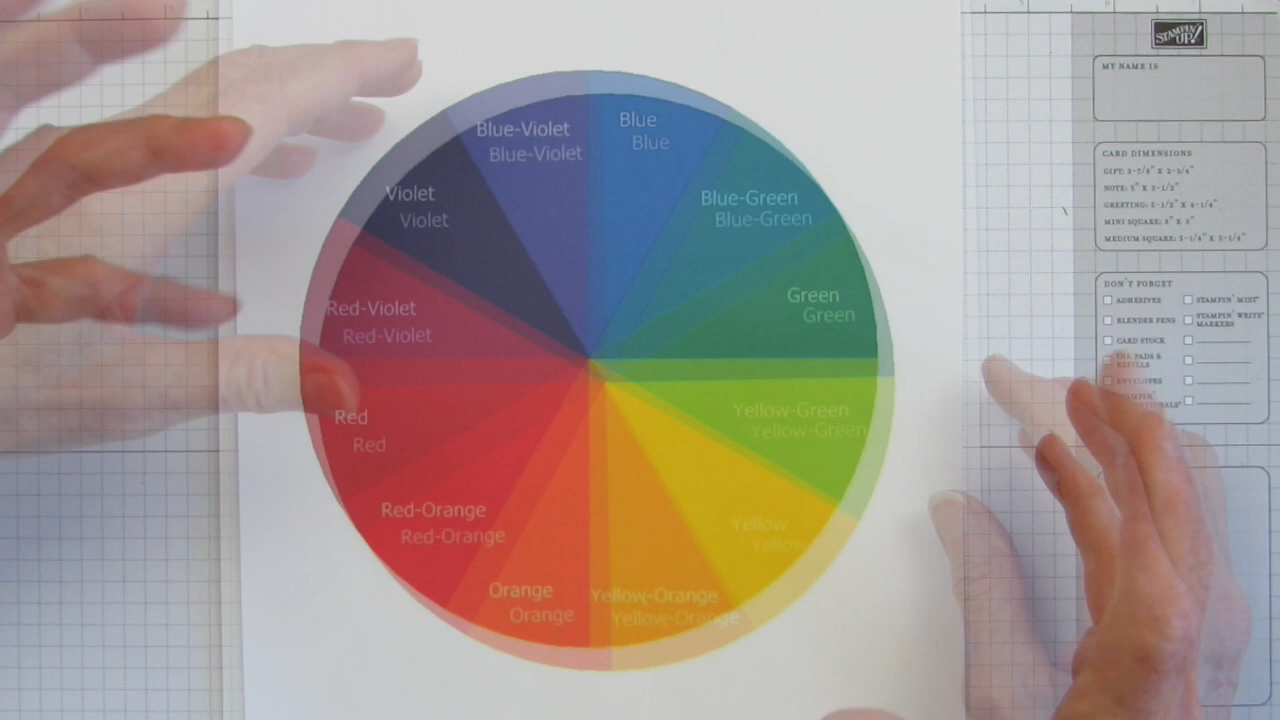 STAMPIN' UP!
MY NAME IS
CARD DIMENSIONS
GIFT: 3-7/8" X 2-3/4"
NOTE: 5" X 3-1/2"
GREETING: 5-1/2" X 4-1/4"
MINI SQUARE: 3" X 3"
MEDIUM SQUARE: 5-1/4" X 5-1/4"
DON'T FORGET
ADHESIVES
BLENDER PENS
CARD STOCK
INK PADS &
REFILLS
ENVELOPES
STAMPIN'
STAMPIN' MIST
STAMPIN' WRITE
MARKERS
Blue-Violet
Blue-Violet
Blue
Blue
Violet
Violet
Blue-Green
Blue-Green
Red-Violet
Red-Violet
Green
Green
Red
Red
Yellow-Green
Yellow-Green
Red-Orange
Red-Orange
Yellow
Yellow
Orange
Orange
Yellow-Orange
Yellow-Orange